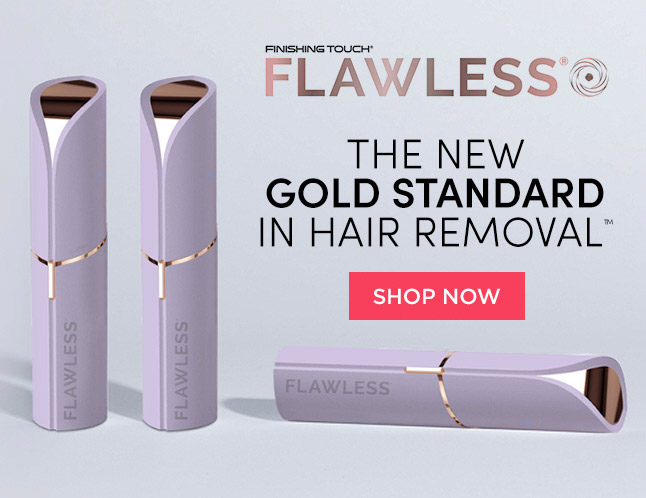 FINISHING TOUCH®
FLAWLESS®
THE NEW
GOLD STANDARD
IN HAIR REMOVAL™
SHOP NOW
FLAWLESS
FLAWLESS
FLAWLESS